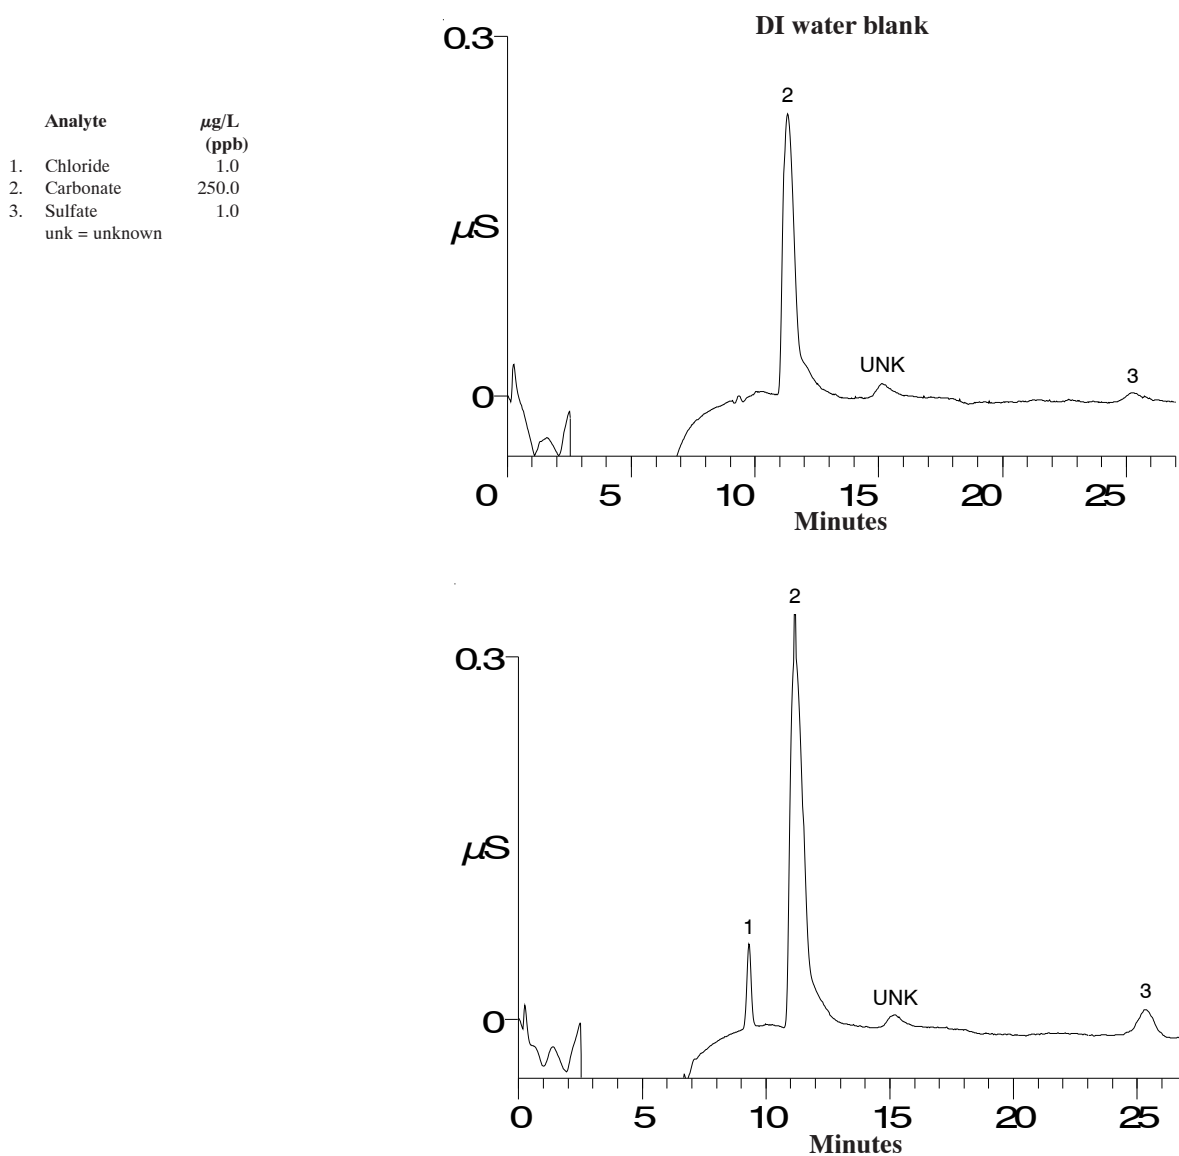 DI water blank
Analyte μg/L
(ppb)
1. Chloride 1.0
2. Carbonate 250.0
3. Sulfate 1.0
unk = unknown
0.3
2
μS
UNK
3
0
0 5 10 15 20 25
Minutes
2
0.3
μS
1
UNK
3
0
0 5 10 15 20 25
Minutes